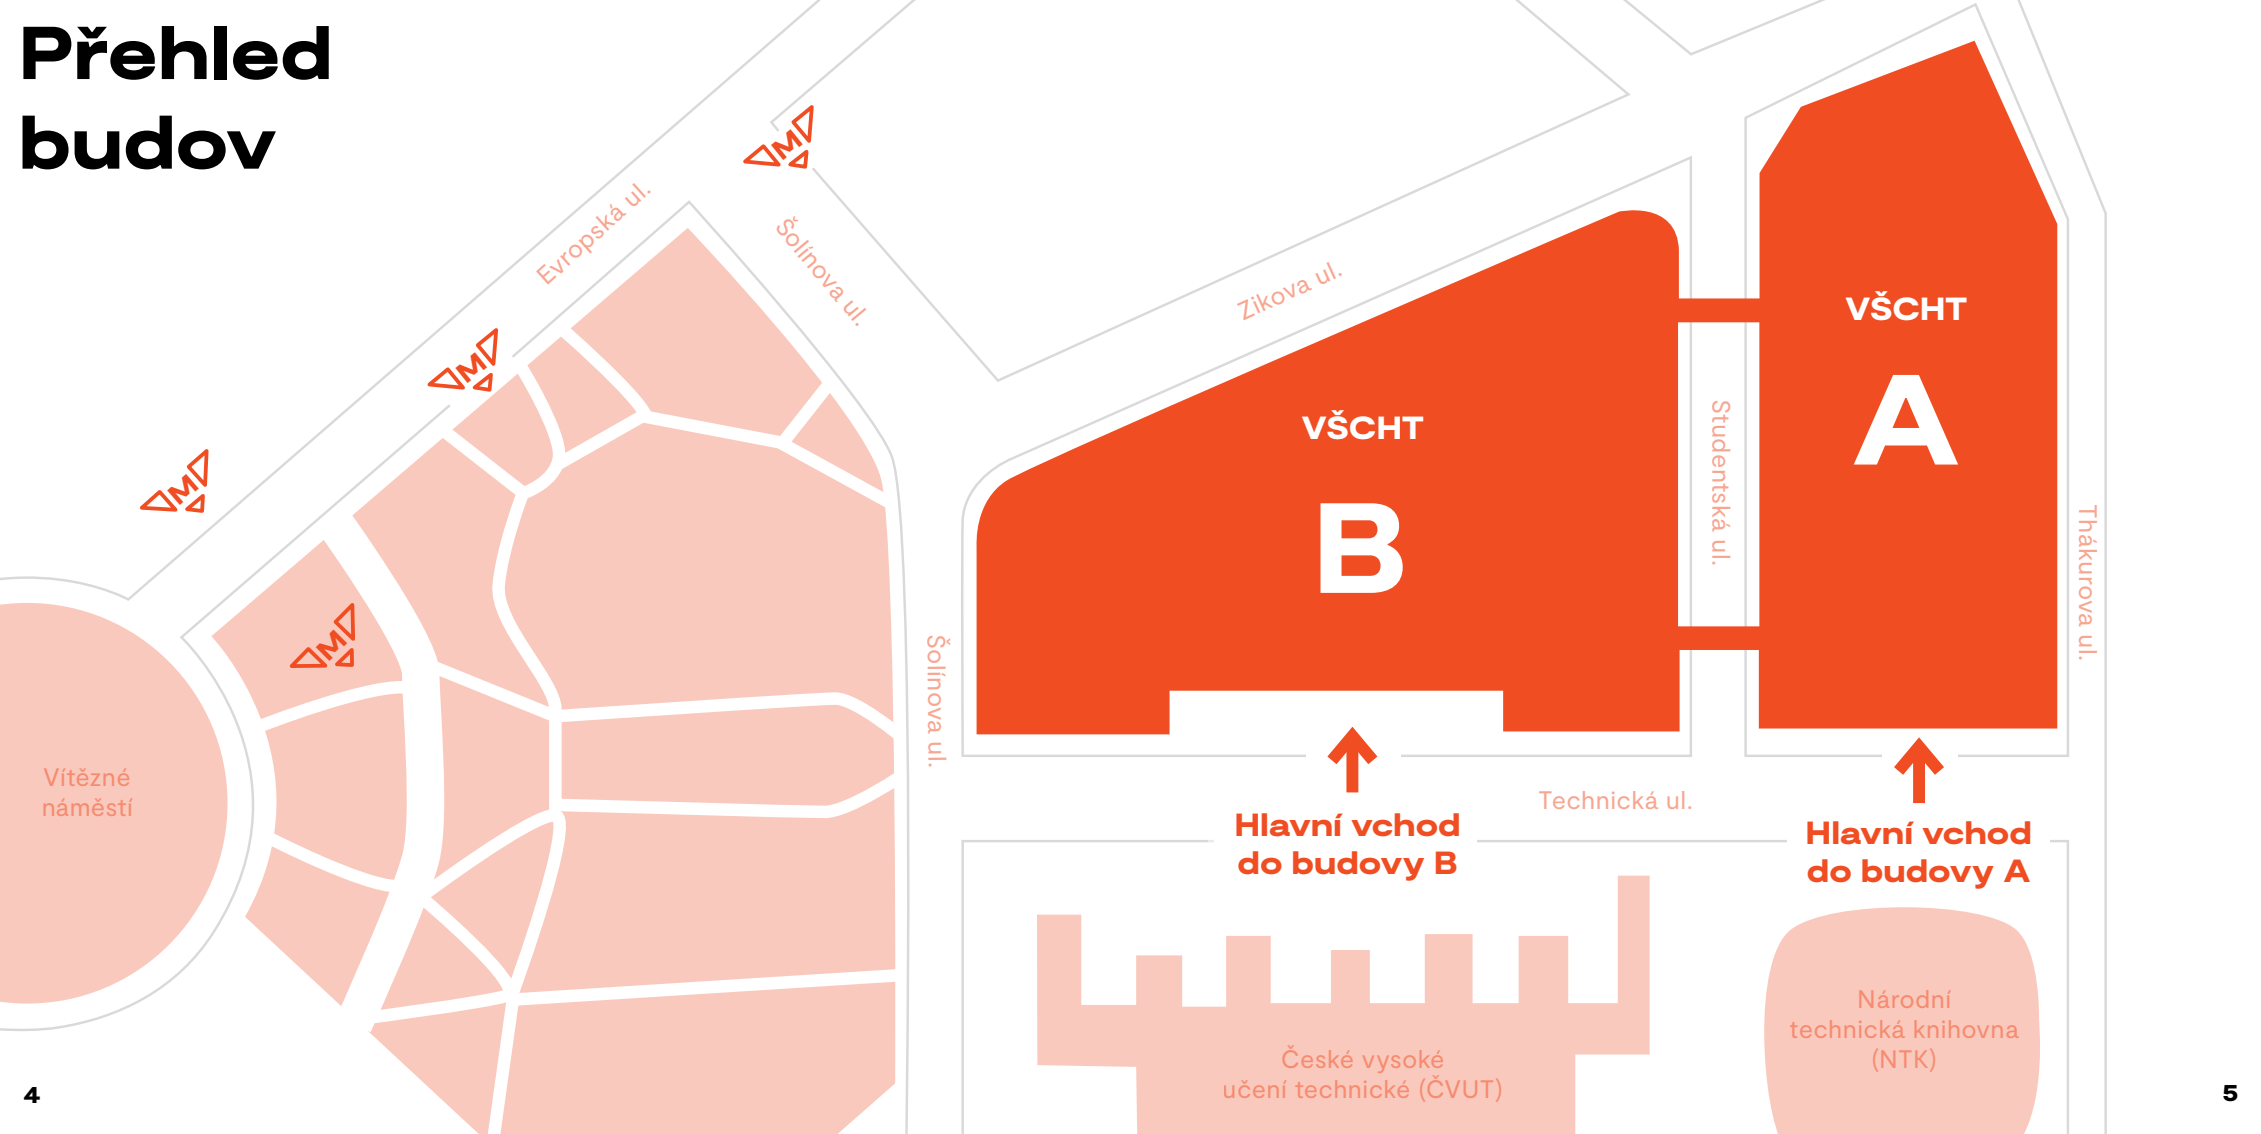 Přehled
budov
M
Evropská ul.
Šolínova ul.
M
M
M
Zikova ul.
VŠCHT
A
VŠCHT
B
Studentská ul.
Thákurova ul.
Šolínova ul.
Vítězné
náměstí
Technická ul.
Hlavní vchod
do budovy B
Hlavní vchod
do budovy A
České vysoké
učení technické (ČVUT)
Národní
technická knihovna
(NTK)
4
5